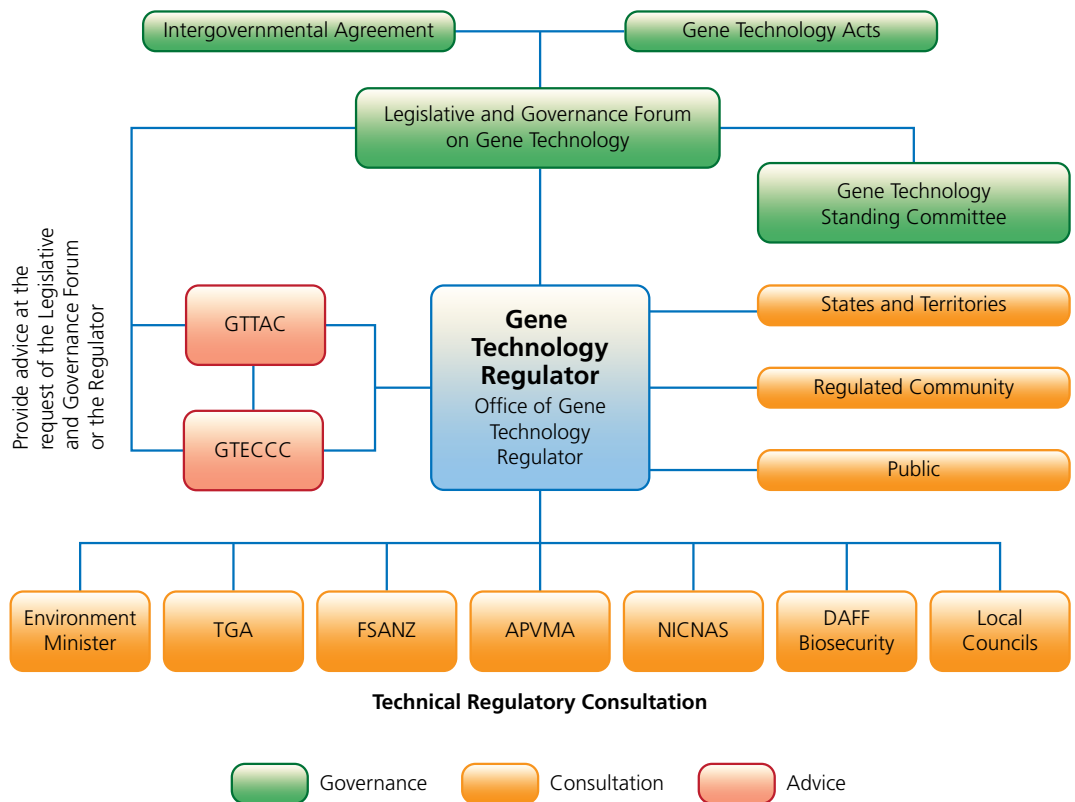 Intergovernmental Agreement
Gene Technology Acts
Legislative and Governance Forum
on Gene Technology
Gene Technology
Standing Committee
Provide advice at the
request of the Legislative
and Governance Forum
or the Regulator
GTTAC
GTECCC
Gene
Technology
Regulator
Office of Gene
Technology
Regulator
States and Territories
Regulated Community
Public
Environment
Minister
TGA
FSANZ
APVMA
NICNAS
DAFF
Biosecurity
Local
Councils
Technical Regulatory Consultation
Governance
Consultation
Advice